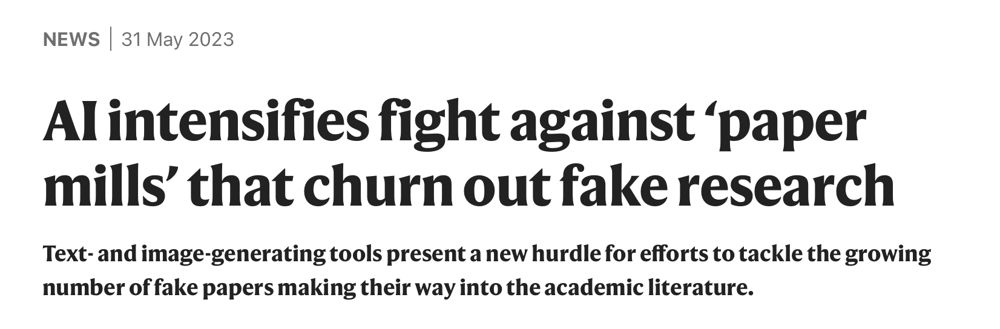 NEWS | 31 May 2023
AI intensifies fight against ‘paper
mills’ that churn out fake research
Text- and image-generating tools present a new hurdle for efforts to tackle the growing
number of fake papers making their way into the academic literature.